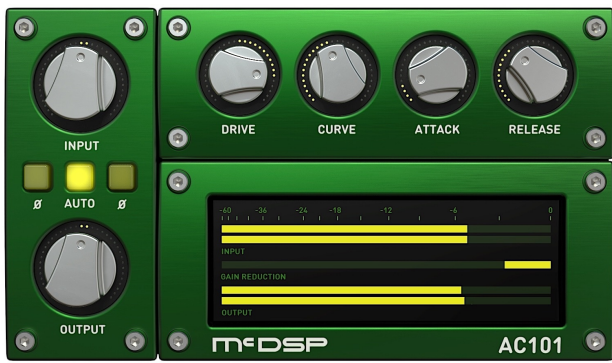 INPUT
Ø AUTO Ø
OUTPUT
DRIVE CURVE ATTACK RELEASE
-60 -36 -24 -18 -12 -6 0
INPUT
GAIN REDUCTION
OUTPUT
McDSP AC101